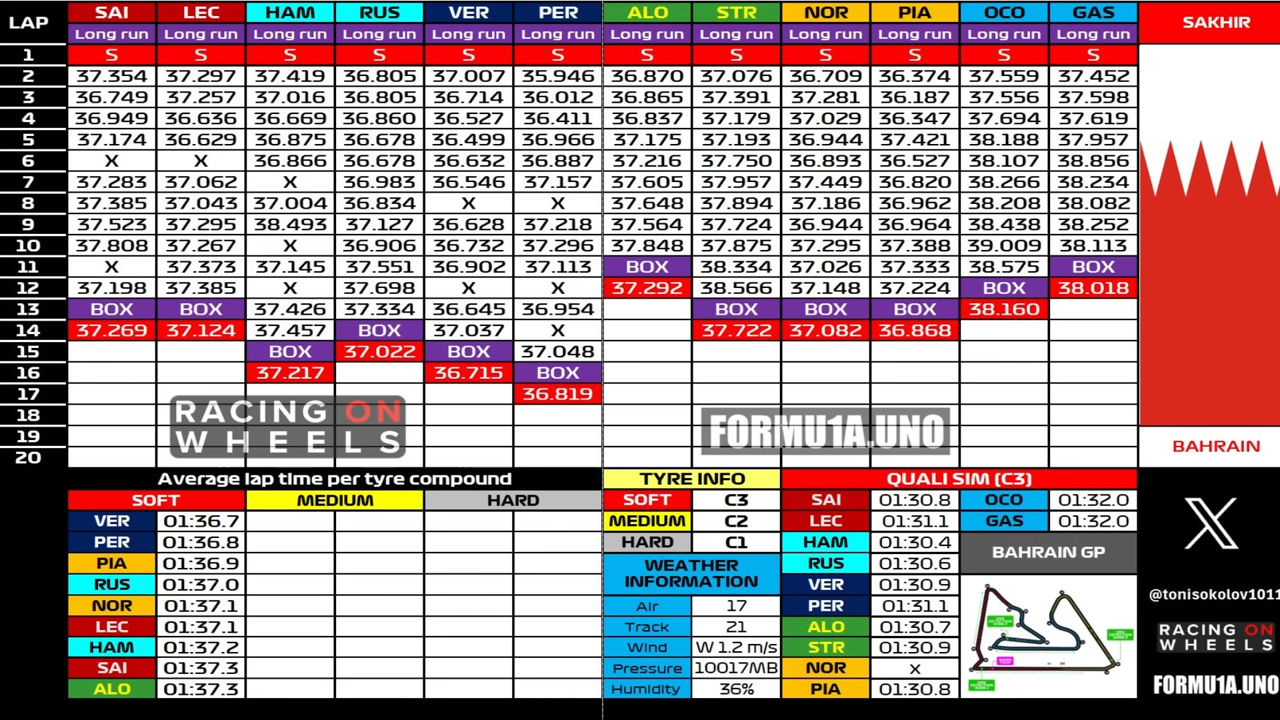 LAP SAI LEC HAM RUS VER PER ALO STR NOR PIA OCO GAS SAKHIR
Long run Long run Long run Long run Long run Long run Long run Long run Long run Long run Long run Long run
1 S S S S S S S S S S S S
2 37.354 37.297 37.419 36.805 37.007 35.946 36.870 37.076 36.709 36.374 37.559 37.452
3 36.749 37.257 37.016 36.805 36.714 36.012 36.865 37.391 37.281 36.187 37.556 37.598
4 36.949 36.636 36.669 36.860 36.527 36.411 36.837 37.179 37.029 36.347 37.694 37.619
5 37.174 36.629 36.875 36.678 36.499 36.966 37.175 37.193 36.944 37.421 38.188 37.957
6 X X 36.866 36.678 36.632 36.887 37.216 37.750 36.893 36.527 38.107 38.856
7 37.283 37.062 X 36.983 36.546 37.157 37.605 37.957 37.449 36.820 38.266 38.234
8 37.385 37.043 37.004 36.834 X X 37.648 37.894 37.186 36.962 38.208 38.082
9 37.523 37.295 38.493 37.127 36.628 37.218 37.564 37.724 36.944 36.964 38.438 38.252
10 37.808 37.267 X 36.906 36.732 37.296 37.848 37.875 37.295 37.388 39.009 38.113
11 X 37.373 37.145 37.551 36.902 37.113 BOX 38.334 37.026 37.333 38.575 BOX
12 37.198 37.385 X 37.698 X X 37.292 38.566 37.148 37.224 BOX 38.018
13 BOX BOX 37.426 37.334 36.645 36.954 BOX BOX BOX 38.160
14 37.269 37.124 37.457 BOX 37.037 X 37.722 37.082 36.868
15 BOX 37.022 BOX 37.048
16 37.217 36.715 BOX
17 36.819
18
19
20
RACING ON
WHEELS
FORMU1A.UNO
BAHRAIN
Average lap time per tyre compound
SOFT MEDIUM HARD
VER 01:36.7
PER 01:36.8
PIA 01:36.9
RUS 01:37.0
NOR 01:37.1
LEC 01:37.1
HAM 01:37.2
SAI 01:37.3
ALO 01:37.3
TYRE INFO
SOFT C3
MEDIUM C2
HARD C1
WEATHER
INFORMATION
Air 17
Track 21
Wind W 1.2 m/s
Pressure 10017MB
Humidity 36%
QUALI SIM (C3)
SAI 01:30.8 OCO 01:32.0
LEC 01:31.1 GAS 01:32.0
HAM 01:30.4
RUS 01:30.6
VER 01:30.9
PER 01:31.1
ALO 01:30.7
STR 01:30.9
NOR x
PIA 01:30.8
BAHRAIN GP
X
@tonisokolov1011
RACING ON
WHEELS
FORMU1A.UNO